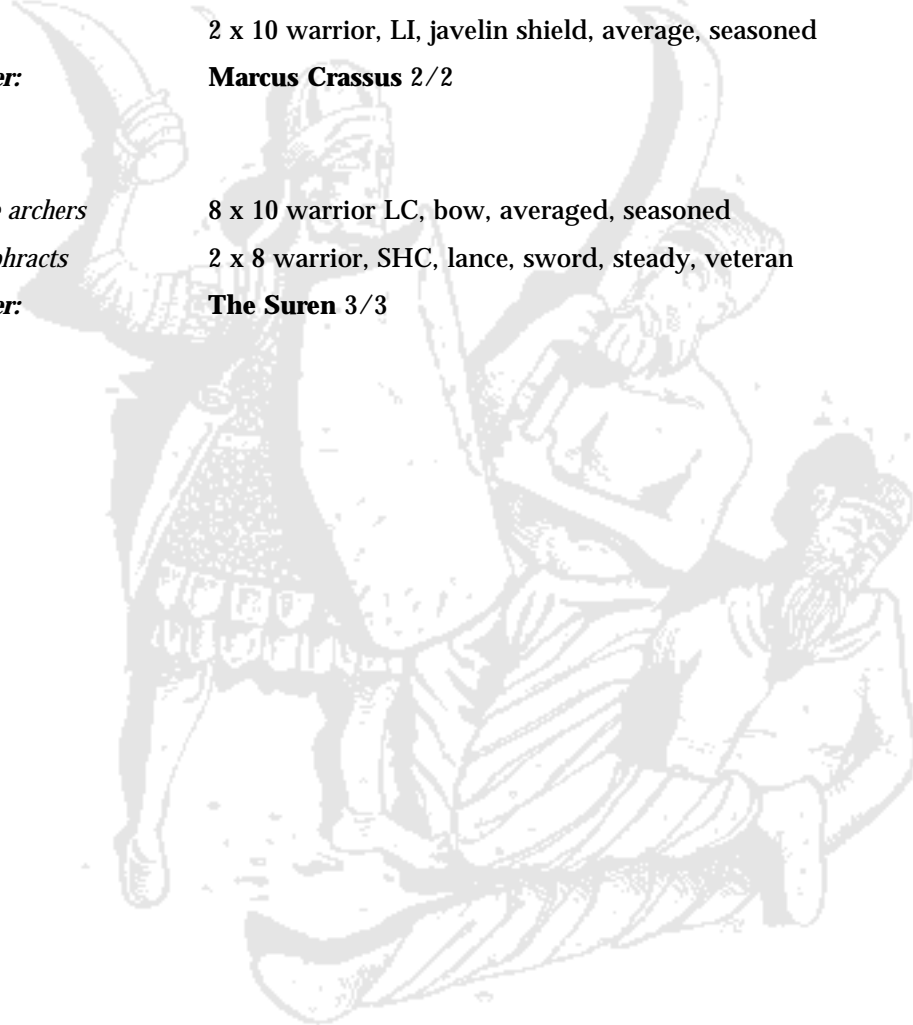 2 x 10 warrior, LI, javelin shield, average, seasoned
er: Marcus Crassus 2/2
archers 8 x 10 warrior LC, bow, averaged, seasoned
phracts 2 x 8 warrior, SHC, lance, sword, steady, veteran
er: The Suren 3/3